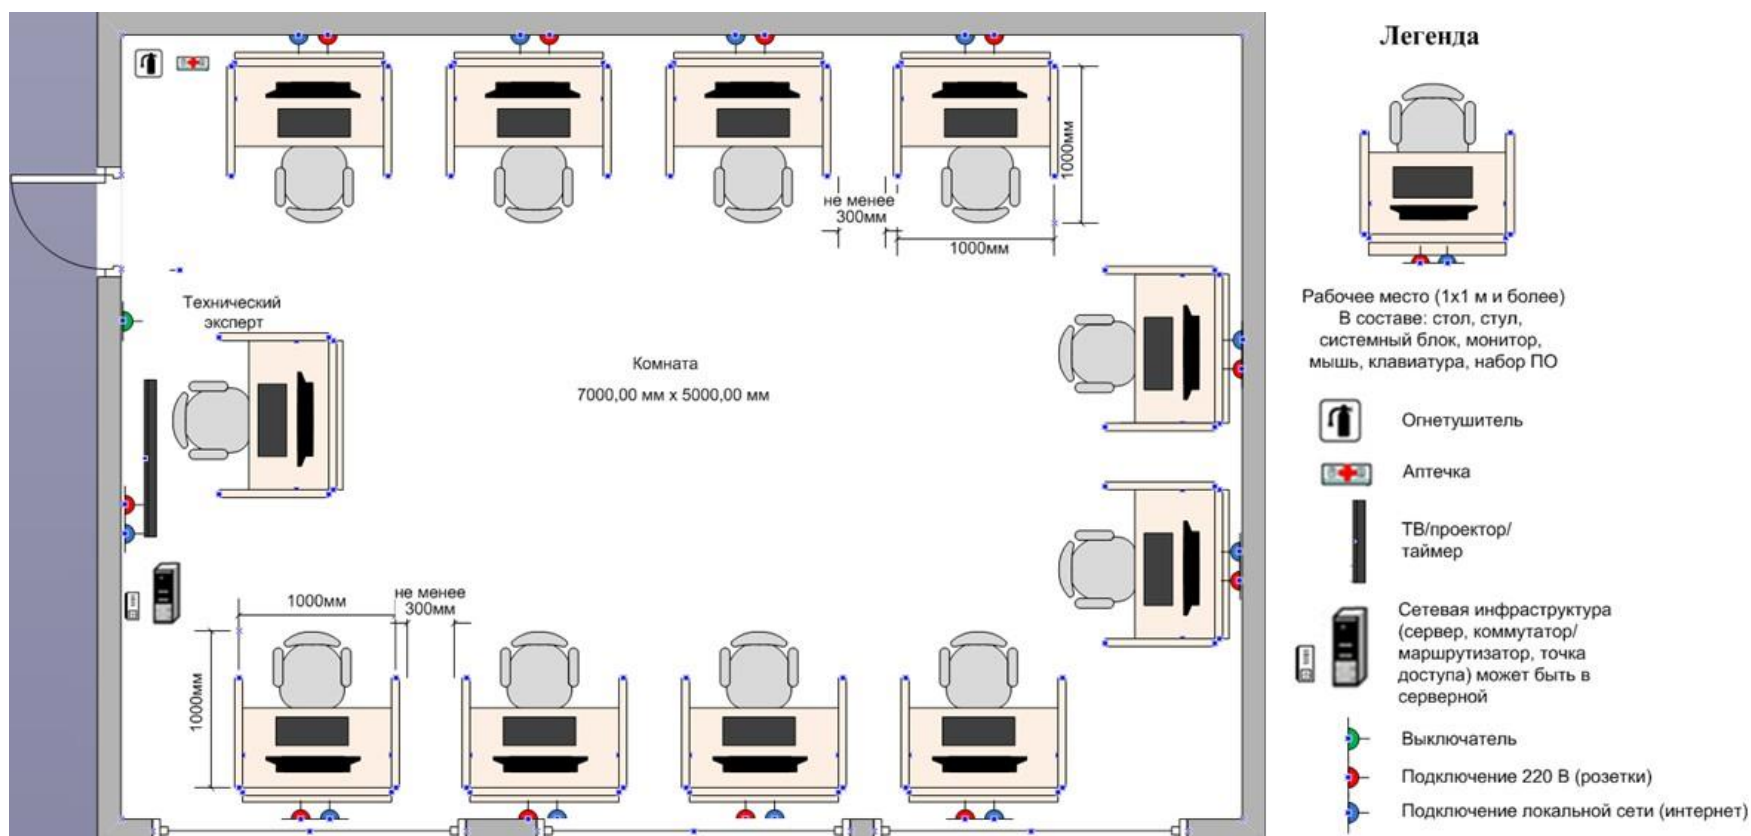 Легенда
1000мм
не менее
300мм
1000мм
Технический
эксперт
Комната
7000,00 мм x 5000,00 мм
1000мм
не менее
300мм
1000мм
Рабочее место (1x1 м и более)
В составе: стол, стул,
системный блок, монитор,
мышь, клавиатура, набор ПО
Огнетушитель
Аптечка
ТВ/проектор/
таймер
Сетевая инфраструктура
(сервер, коммутатор/
маршрутизатор, точка
доступа) может быть в
серверной
Выключатель
Подключение 220 В (розетки)
Подключение локальной сети (интернет)